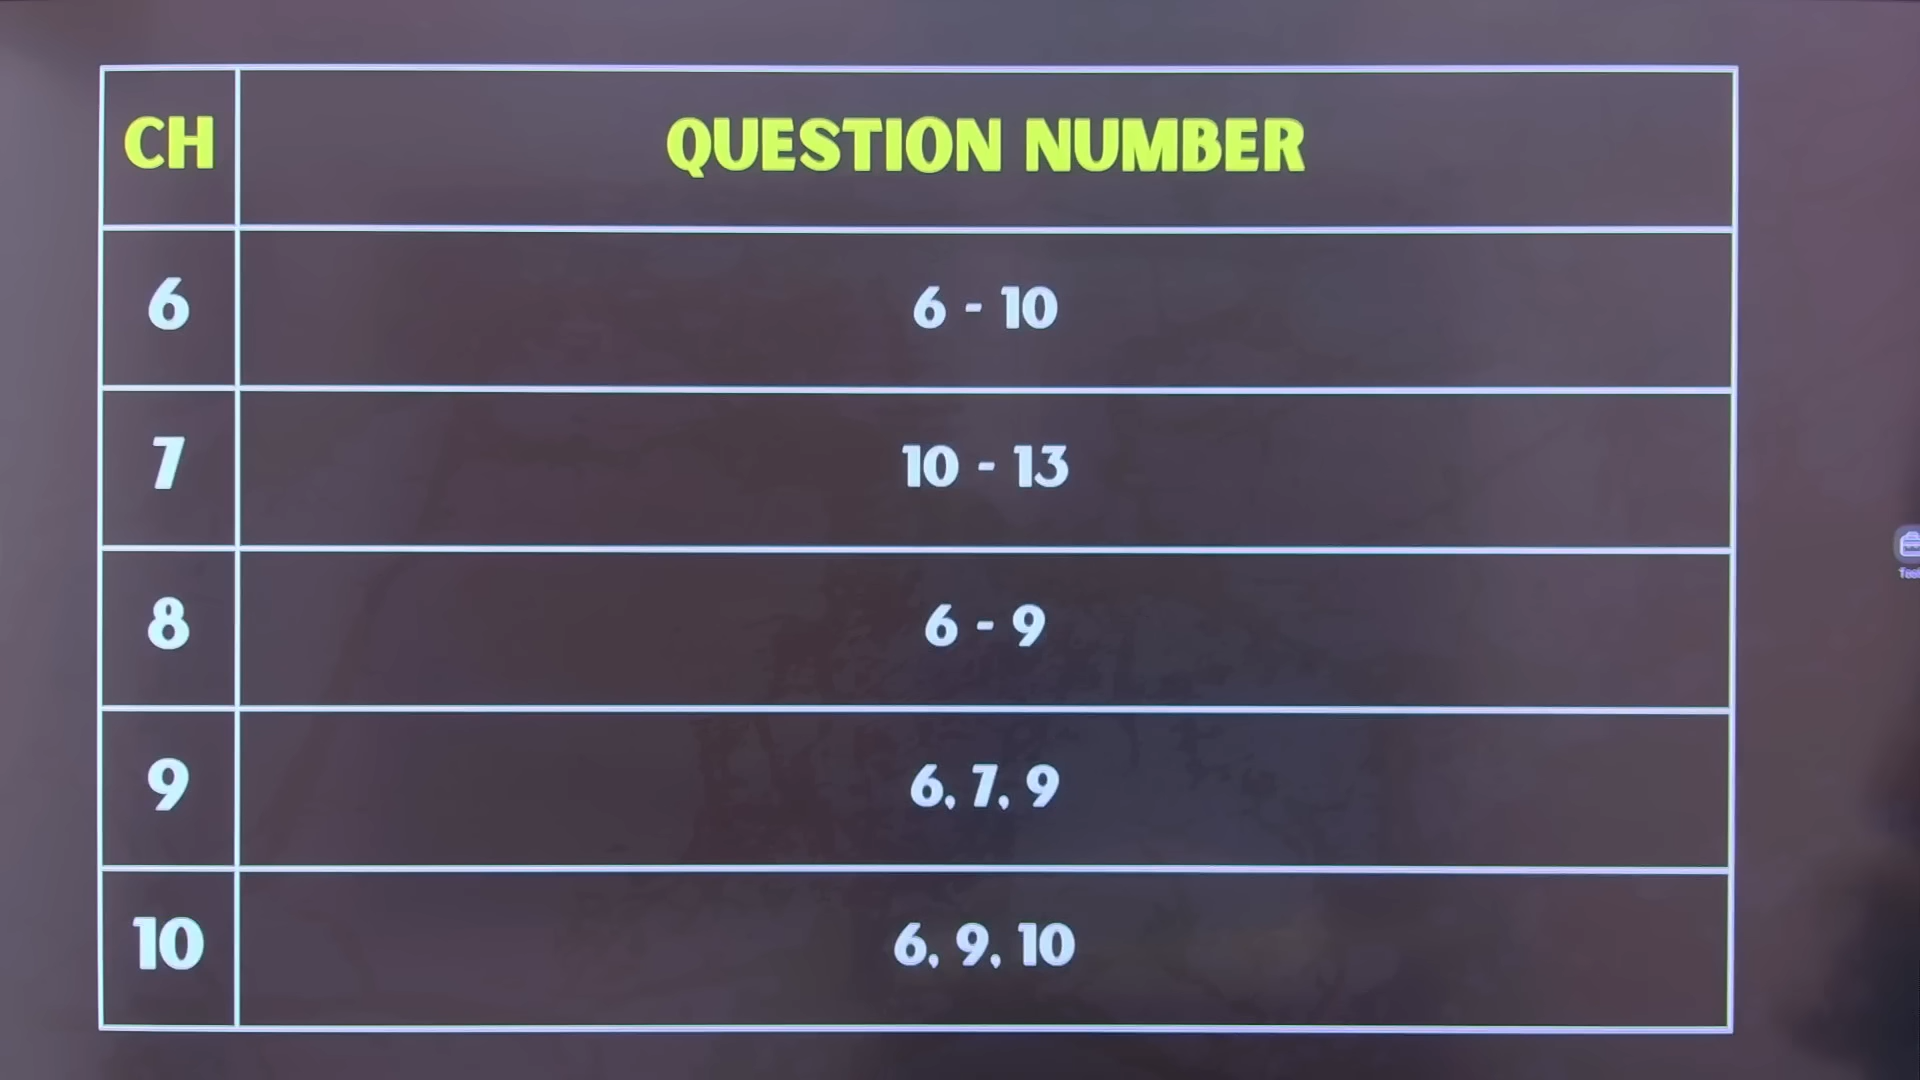 CH QUESTION NUMBER
6 6 - 10
7 10 - 13
8 6 - 9
9 6, 7, 9
10 6, 9, 10